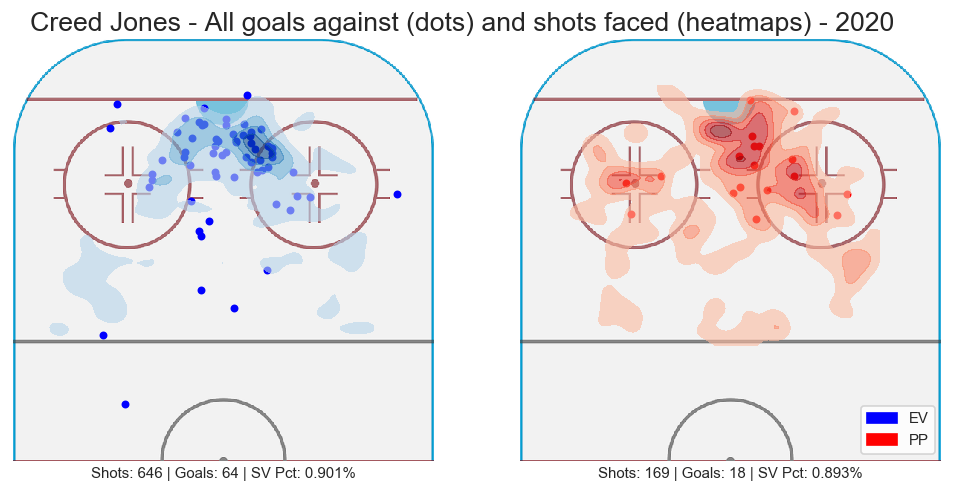 Creed Jones - All goals against (dots) and shots faced (heatmaps) - 2020
EV
PP
Shots: 646 | Goals: 64 | SV Pct: 0.901%
Shots: 169 | Goals: 18 | SV Pct: 0.893%